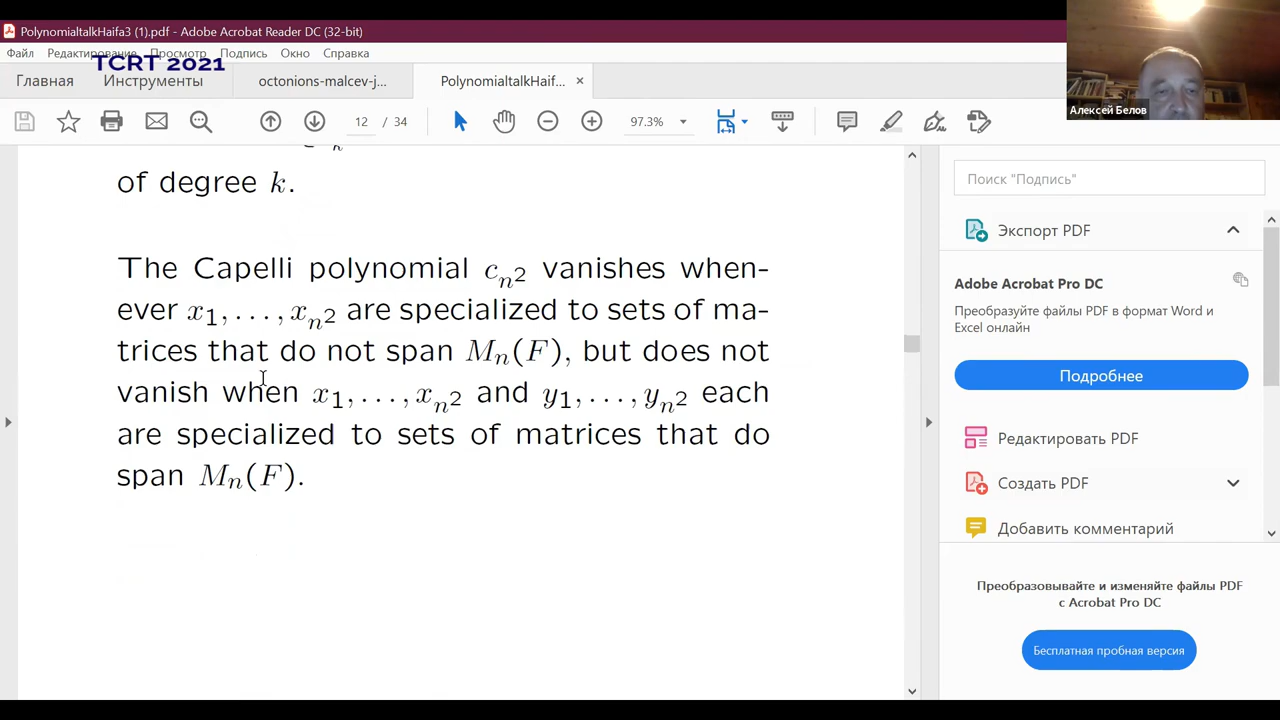 PolynomialtalkHaifa3 (1).pdf - Adobe Acrobat Reader DC (32-bit)
Файл Редактирование Просмотр Подпись Окно Справка
TCRT 2021
Главная Инструменты octonions-malcev-j... PolynomialtalkHaif... ×
12 / 34 97.3%
Алексей Белов
k
of degree k.
The Capelli polynomial c_{n^2} vanishes when-
ever x_1, . . . , x_{n^2} are specialized to sets of ma-
trices that do not span M_n(F), but does not
vanish when x_1, . . . , x_{n^2} and y_1, . . . , y_{n^2} each
are specialized to sets of matrices that do
span M_n(F).
Поиск "Подпись"
Экспорт PDF
Adobe Acrobat Pro DC
Преобразуйте файлы PDF в формат Word и
Excel онлайн
Подробнее
Редактировать PDF
Создать PDF
Добавить комментарий
Преобразовывайте и изменяйте файлы PDF
с Acrobat Pro DC
Бесплатная пробная версия